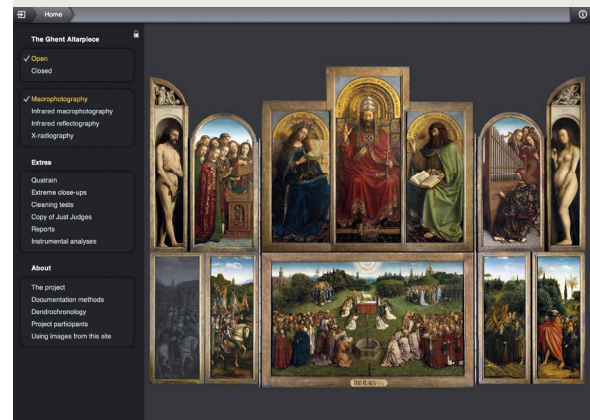 Home
The Ghent Altarpiece
Open
Closed
Macrophotography
Infrared macrophotography
Infrared reflectography
X-radiography
Extras
Quatrain
Extreme close-ups
Cleaning tests
Copy of Just Judges
Reports
Instrumental analyses
About
The project
Documentation methods
Dendrochronology
Project participants
Using images from this site